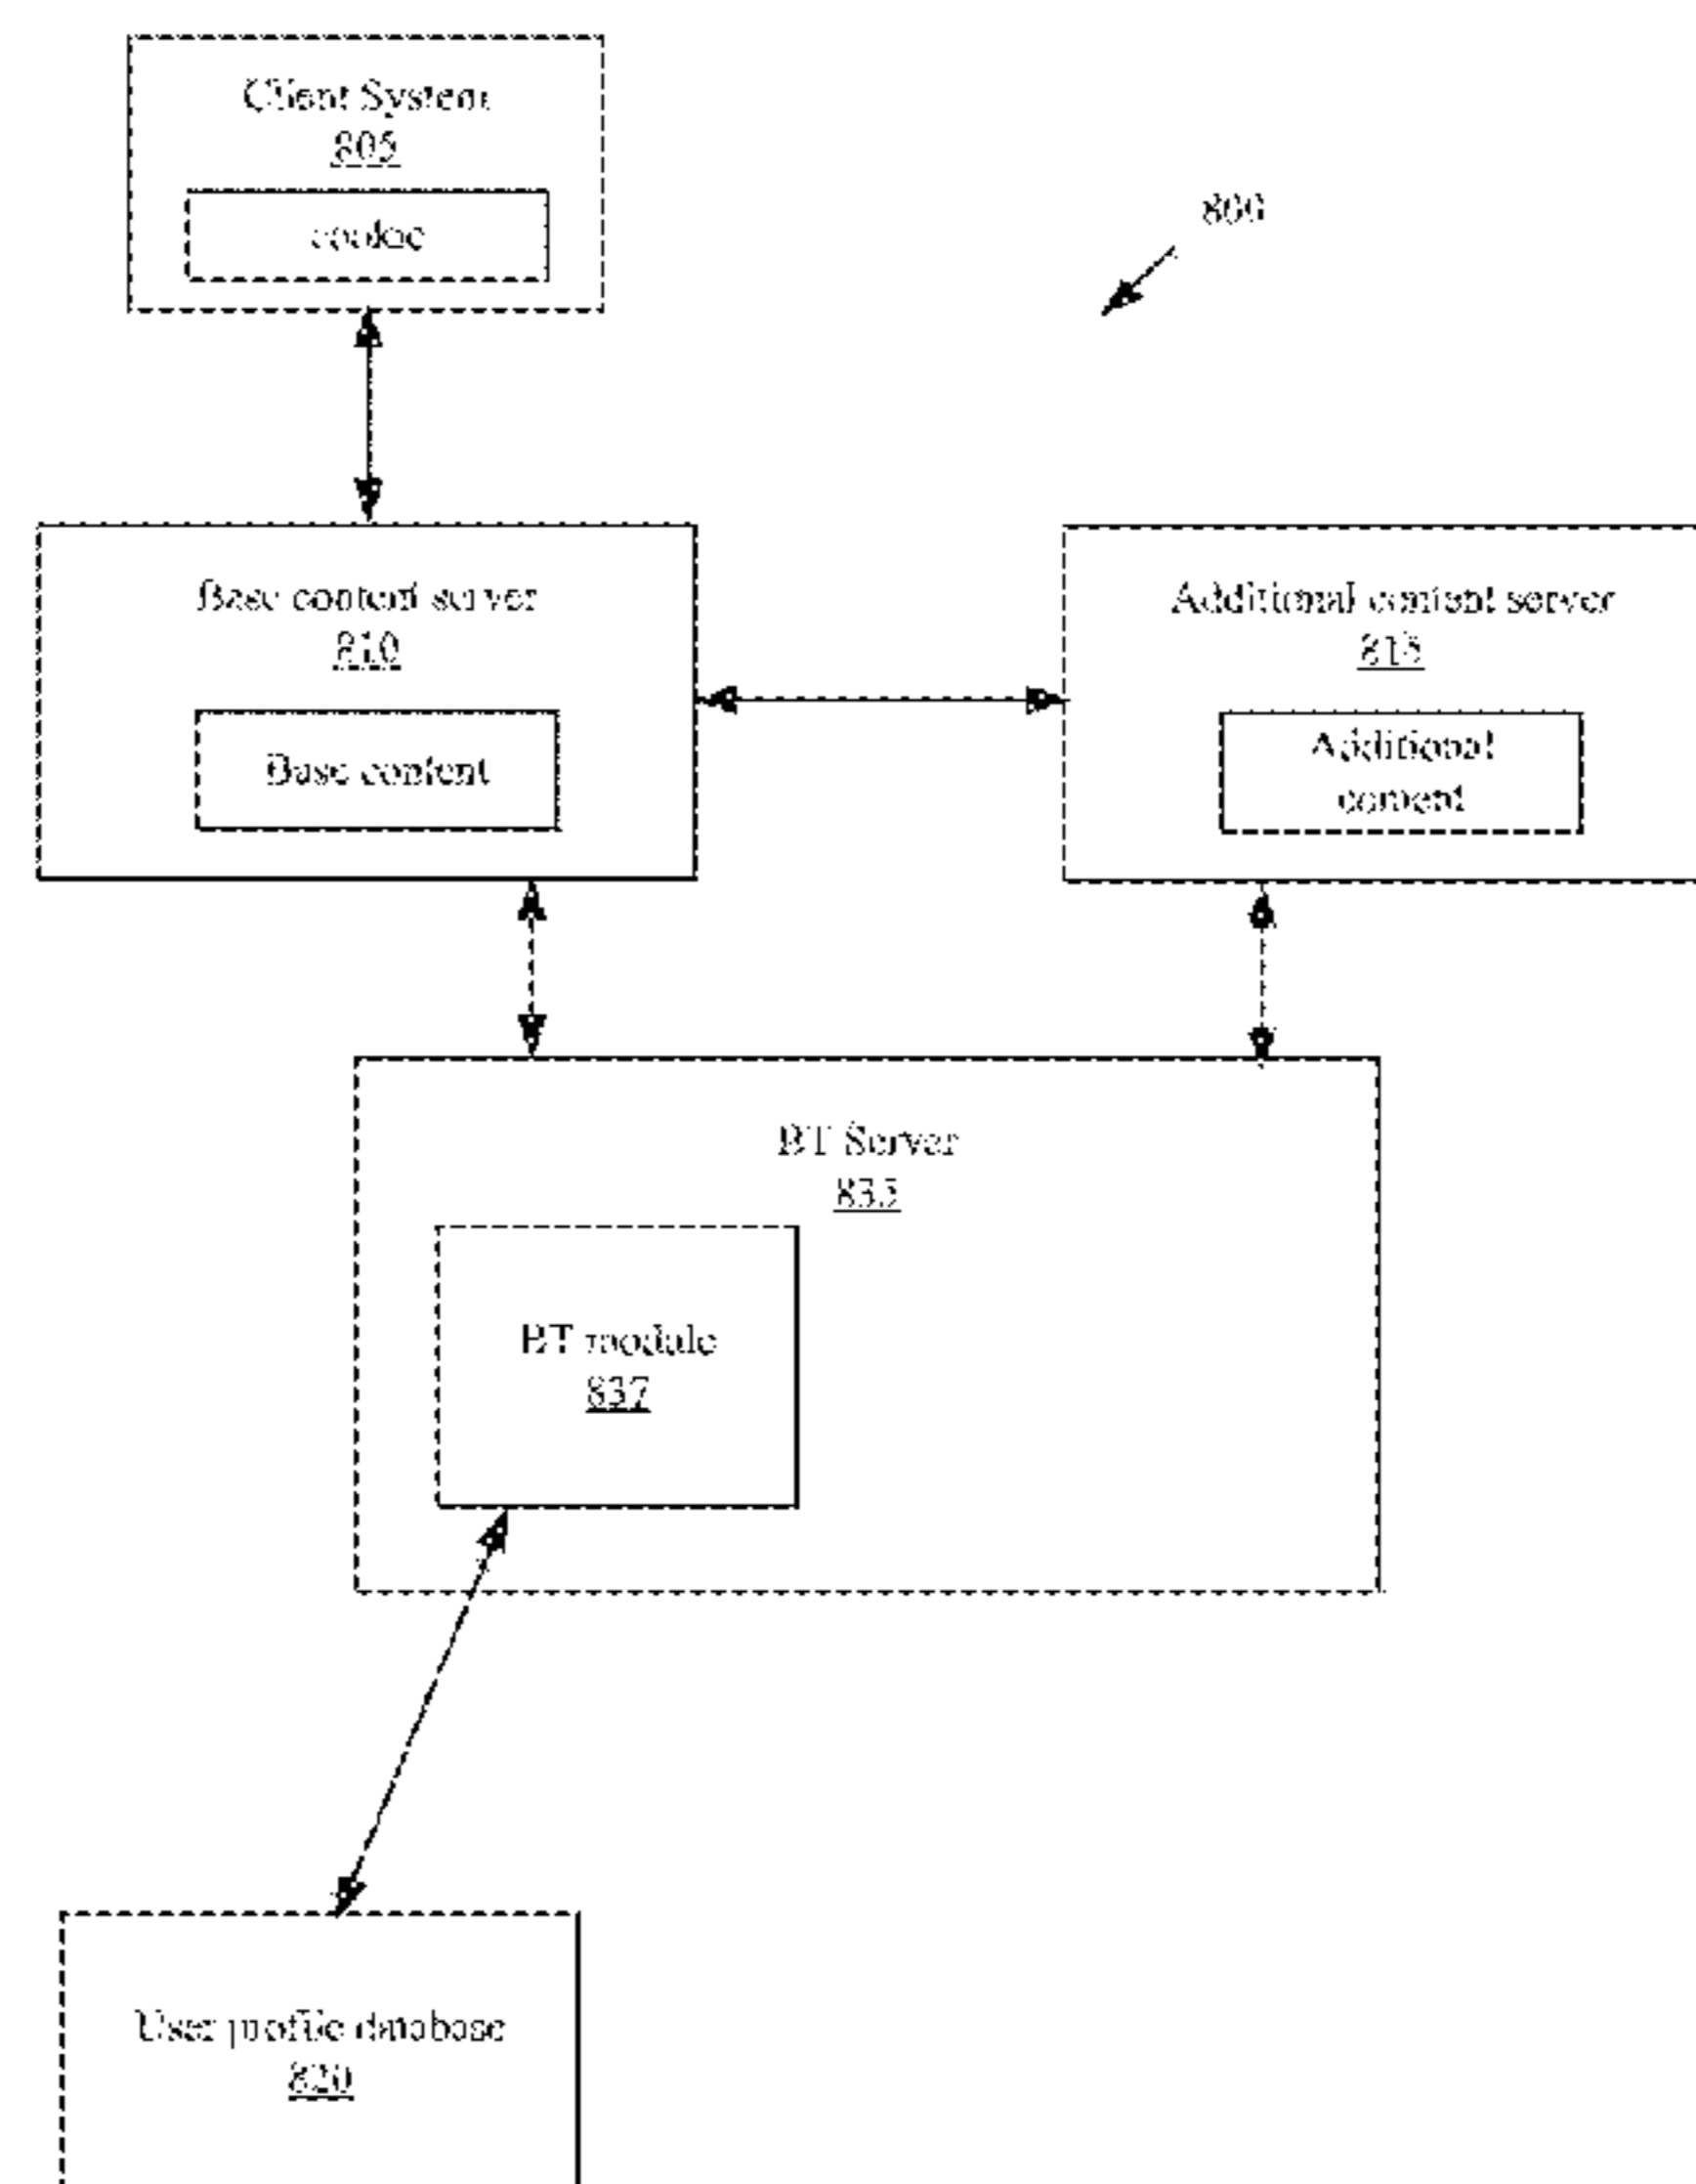 Client System
805
cookie
800
Base content server
810
Base content
Additional content server
815
Additional
content
BT Server
835
BT module
837
User profile database
820